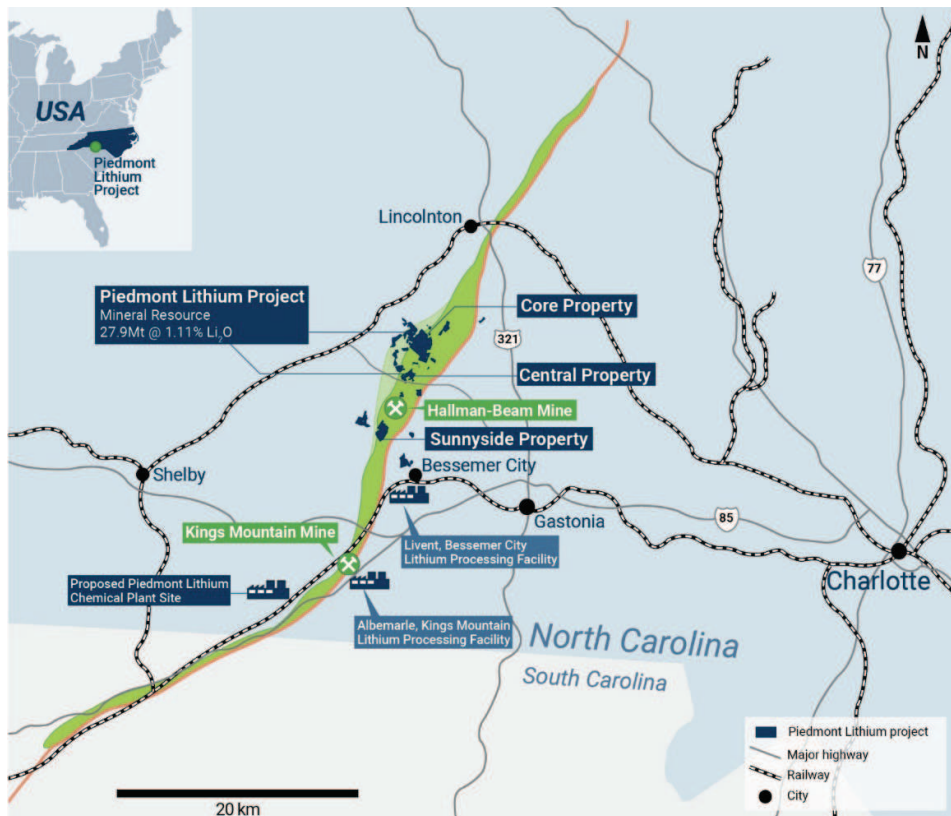 USA
Piedmont
Lithium
Project
N
Lincolnton
77
Piedmont Lithium Project
Mineral Resource
27.9Mt @ 1.11% Li₂O
Core Property
321
Central Property
Hallman-Beam Mine
Sunnyside Property
Shelby
Bessemer City
Gastonia
85
Kings Mountain Mine
Livent, Bessemer City
Lithium Processing Facility
Charlotte
Proposed Piedmont Lithium
Chemical Plant Site
Albemarle, Kings Mountain
Lithium Processing Facility
North Carolina
South Carolina
Piedmont Lithium project
Major highway
Railway
City
20 km